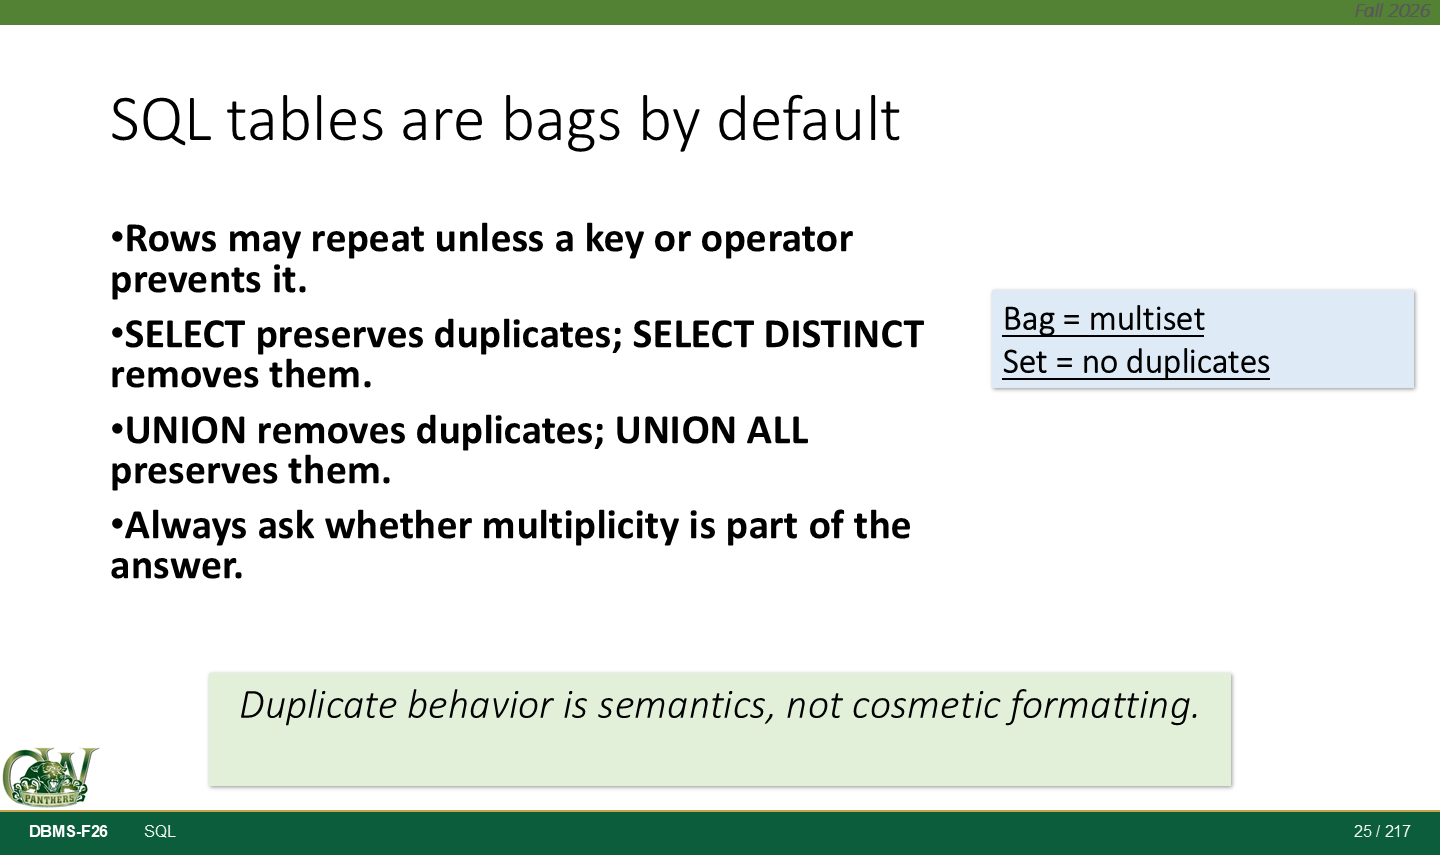 Fall 2026
SQL tables are bags by default
•Rows may repeat unless a key or operator
prevents it.
•SELECT preserves duplicates; SELECT DISTINCT
removes them.
•UNION removes duplicates; UNION ALL
preserves them.
•Always ask whether multiplicity is part of the
answer.
Bag = multiset
Set = no duplicates
Duplicate behavior is semantics, not cosmetic formatting.
OW
PANTHERS
DBMS-F26 SQL 25 / 217